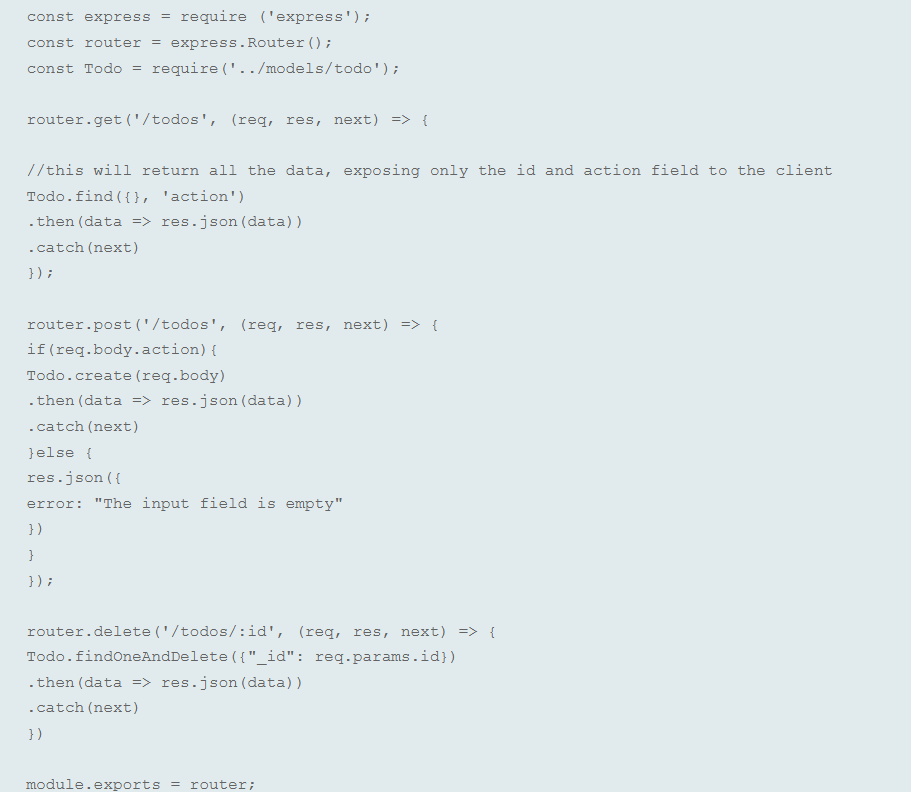 const express = require ('express');
const router = express.Router();
const Todo = require('../models/todo');

router.get('/todos', (req, res, next) => {

//this will return all the data, exposing only the id and action field to the client
Todo.find({}, 'action')
.then(data => res.json(data))
.catch(next)
});

router.post('/todos', (req, res, next) => {
if(req.body.action){
Todo.create(req.body)
.then(data => res.json(data))
.catch(next)
}else {
res.json({
error: "The input field is empty"
})
}
});

router.delete('/todos/:id', (req, res, next) => {
Todo.findOneAndDelete({"_id": req.params.id})
.then(data => res.json(data))
.catch(next)
})

module.exports = router;